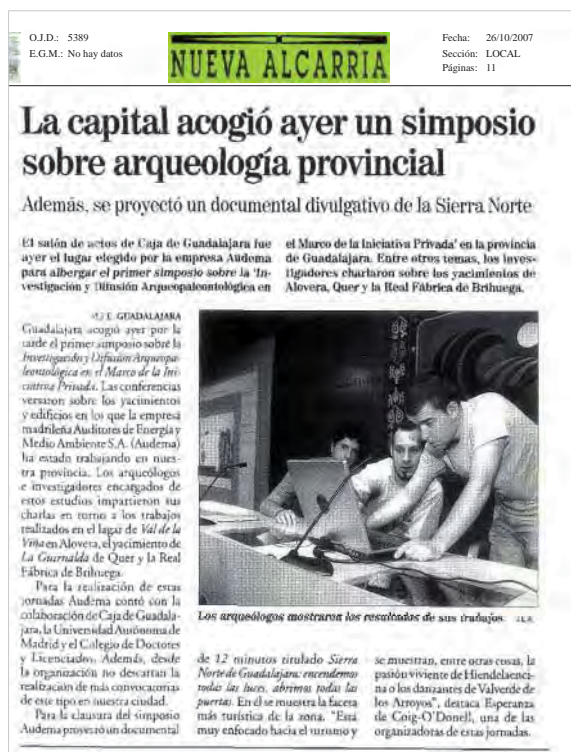 O.J.D.: 5389
E.G.M.: No hay datos
NUEVA ALCARRIA
Fecha: 26/10/2007
Sección: LOCAL
Páginas: 11
La capital acogió ayer un simposio
sobre arqueología provincial
Además, se proyectó un documental divulgativo de la Sierra Norte
El salón de actos de Caja de Guadalajara fue
ayer el lugar elegido por la empresa Audema
para albergar el primer simposio sobre la 'In-
vestigación y Difusión Arqueopaleontológica en
el Marco de la Iniciativa Privada' en la provincia
de Guadalajara. Entre otros temas, los inves-
tigadores charlaron sobre los yacimientos de
Alovera, Quer y la Real Fábrica de Brihuega.
GUADALAJARA
Guadalajara acogió ayer por la
tarde el primer simposio sobre la
Investigación y Difusión Arqueopa-
leontológica en el Marco de la Ini-
ciativa Privada. Las conferencias
versaron sobre los yacimientos
y edificios en los que la empresa
madrileña Auditores de Energía y
Medio Ambiente S.A. (Audema)
ha estado trabajando en nues-
tra provincia. Los arqueólogos
e investigadores encargados de
estos estudios impartieron sus
charlas en torno a los trabajos
realizados en el lagar de Val de la
Viña en Alovera, el yacimiento de
La Guarnalda de Quer y la Real
Fábrica de Brihuega.
Para la realización de estas
jornadas Audema contó con la
colaboración de Caja de Guadala-
jara, la Universidad Autónoma de
Madrid y el Colegio de Doctores
y Licenciados. Además, desde
la organización no descartan la
realización de más convocatorias
de este tipo en nuestra ciudad.
Para la clausura del simposio
Audema proyectó un documental
Los arqueólogos mostraron los resultados de sus trabajos.
de 12 minutos titulado Sierra
Norte de Guadalajara: encendemos
todas las luces, abrimos todas las
puertas. En él se muestra la faceta
más turística de la zona. "Está
muy enfocado hacia el turismo y
se muestran, entre otras cosas, la
pasión viviente de Hiendelaenci-
na o los danzantes de Valverde de
los Arroyos", destaca Esperanza
de Coig-O'Donell, una de las
organizadoras de estas jornadas.